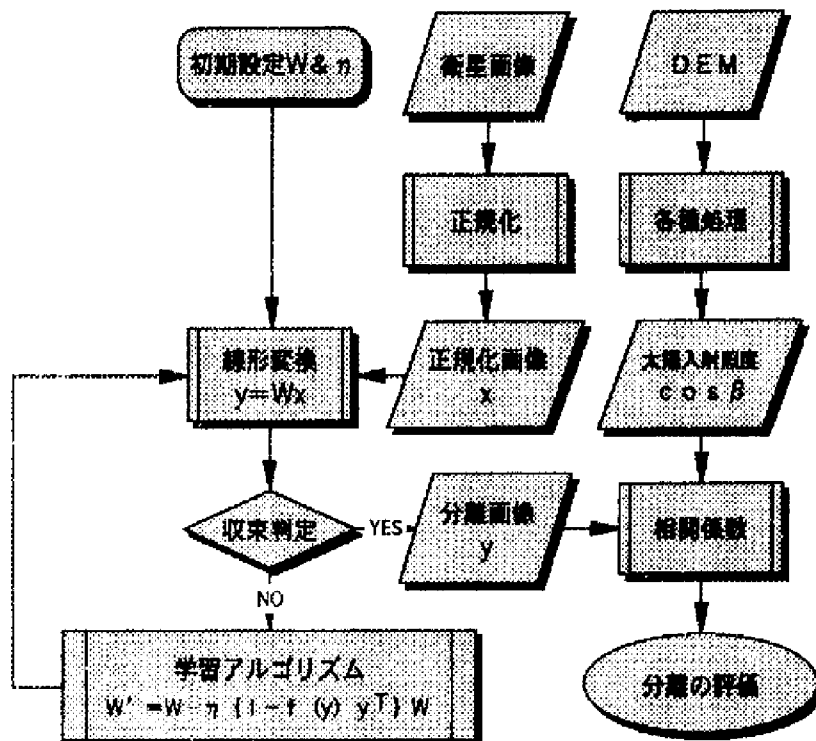 初期設定W& η
衛星画像
DEM
正規化
各種処理
線形変換
y=Wx
正規化画像
x
太陽入射照度
cosβ
収束判定
YES
分離画像
y
相関係数
NO
学習アルゴリズム
W' =W-η {I-f (y) y^T} W
分離の評価